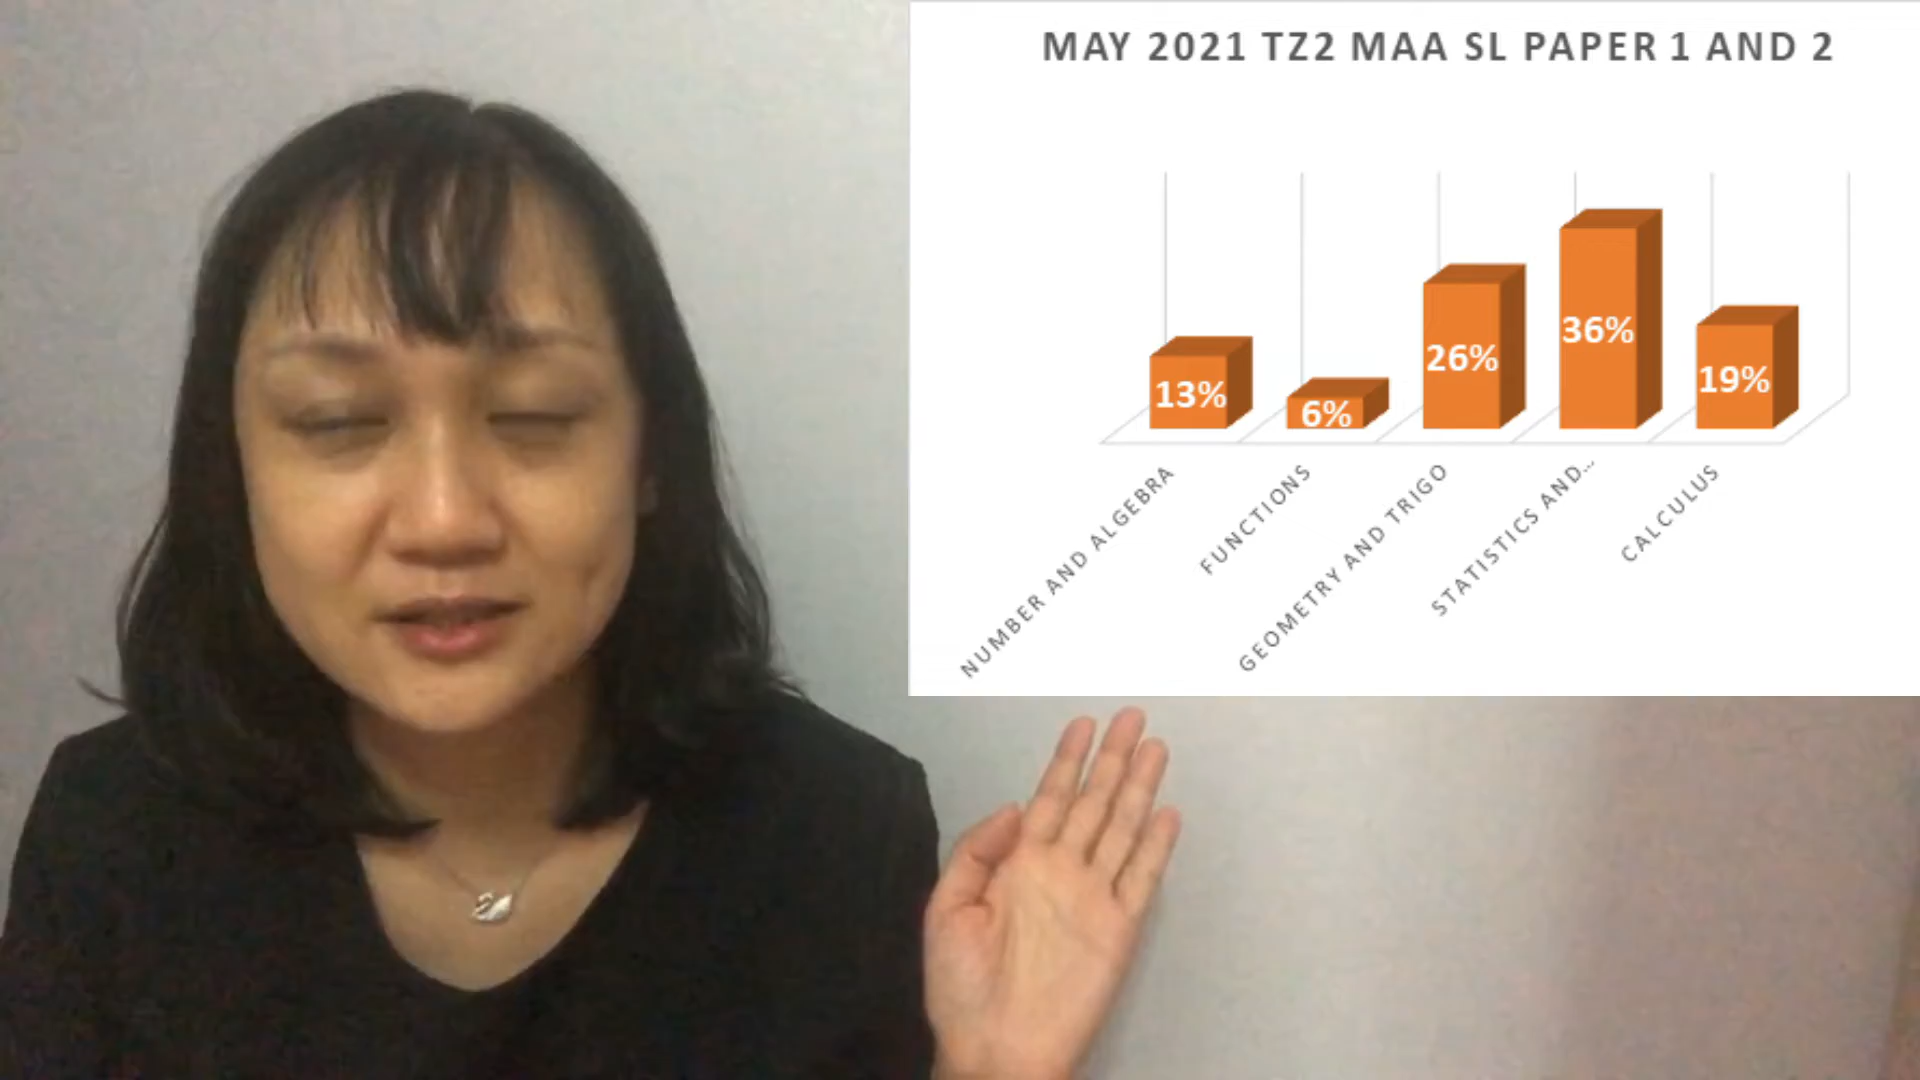 MAY 2021 TZ2 MAA SL PAPER 1 AND 2
13%
6%
26%
36%
19%
NUMBER AND ALGEBRA
FUNCTIONS
GEOMETRY AND TRIGO
STATISTICS AND...
CALCULUS